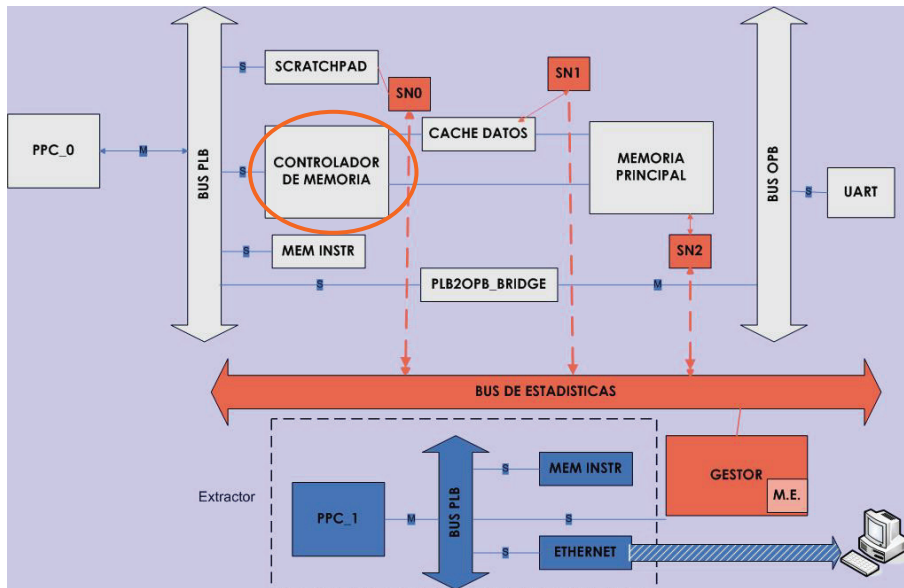 SCRATCHPAD
S
SN0
SN1
PPC_0
M
BUS PLB
S
CONTROLADOR
DE MEMORIA
CACHE DATOS
MEMORIA
PRINCIPAL
BUS OPB
S
UART
S
MEM INSTR
SN2
S
PLB2OPB_BRIDGE
M
BUS DE ESTADISTICAS
Extractor
PPC_1
M
BUS PLB
S
MEM INSTR
S
S
ETHERNET
GESTOR
M.E.